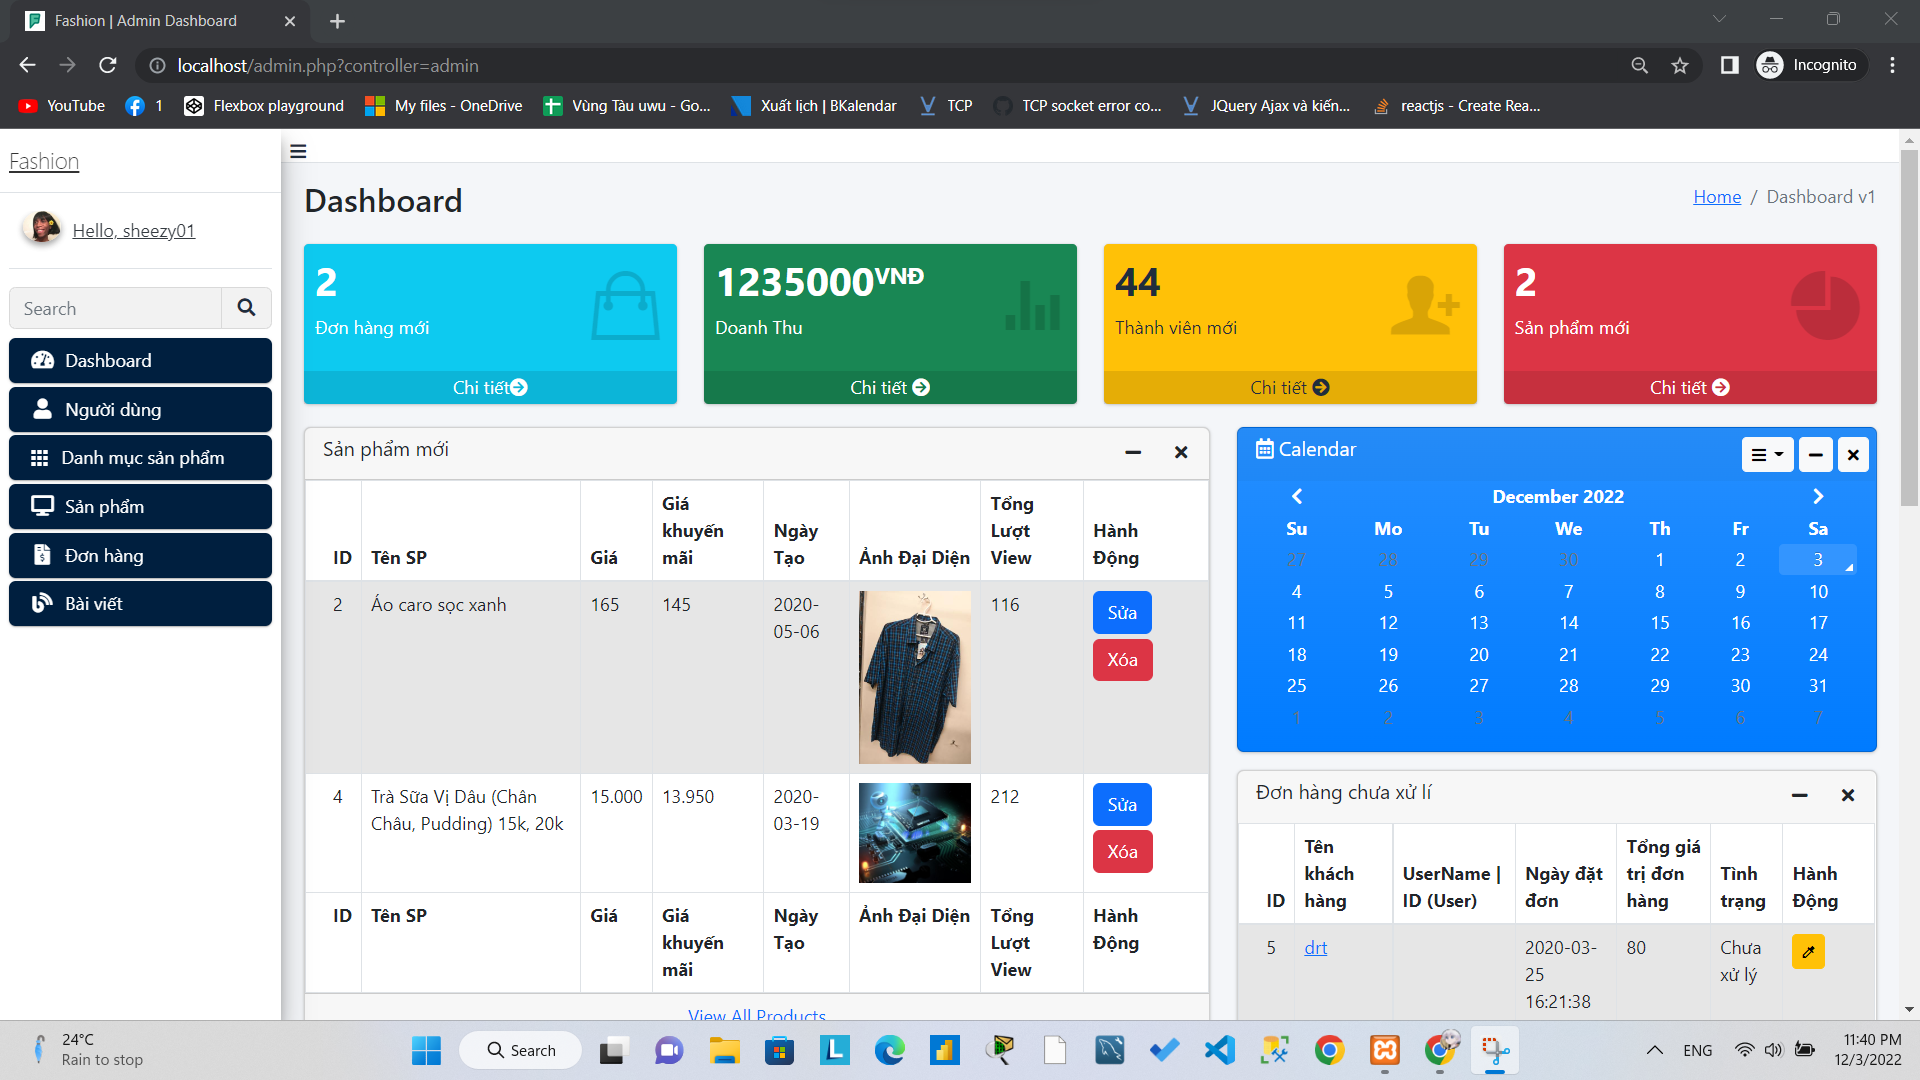 Fashion | Admin Dashboard
localhost/admin.php?controller=admin
Incognito
YouTube
1
Flexbox playground
My files - OneDrive
Vùng Tàu uwu - Go...
Xuất lịch | BKalendar
TCP
TCP socket error co...
JQuery Ajax và kiến...
reactjs - Create Rea...
Fashion
Hello, sheezy01
Search
Dashboard
Người dùng
Danh mục sản phẩm
Sản phẩm
Đơn hàng
Bài viết
Dashboard
Home / Dashboard v1
2
Đơn hàng mới
Chi tiết
1235000VNĐ
Doanh Thu
Chi tiết
44
Thành viên mới
Chi tiết
2
Sản phẩm mới
Chi tiết
Sản phẩm mới
ID Tên SP Giá Giá khuyến mãi Ngày Tạo Ảnh Đại Diện Tổng Lượt View Hành Động
2 Áo caro sọc xanh 165 145 2020-05-06 116 Sửa
Xóa
4 Trà Sữa Vị Dâu (Chân Châu, Pudding) 15k, 20k 15.000 13.950 2020-03-19 212 Sửa
Xóa
ID Tên SP Giá Giá khuyến mãi Ngày Tạo Ảnh Đại Diện Tổng Lượt View Hành Động
View All Products
Calendar
December 2022
Su Mo Tu We Th Fr Sa
27 28 29 30 1 2 3
4 5 6 7 8 9 10
11 12 13 14 15 16 17
18 19 20 21 22 23 24
25 26 27 28 29 30 31
1 2 3 4 5 6 7
Đơn hàng chưa xử lí
ID Tên khách hàng UserName | ID (User) Ngày đặt đơn Tổng giá trị đơn hàng Tình trạng Hành Động
5 drt 2020-03-25 16:21:38 80 Chưa xử lý
24°C
Rain to stop
Search
ENG
11:40 PM
12/3/2022